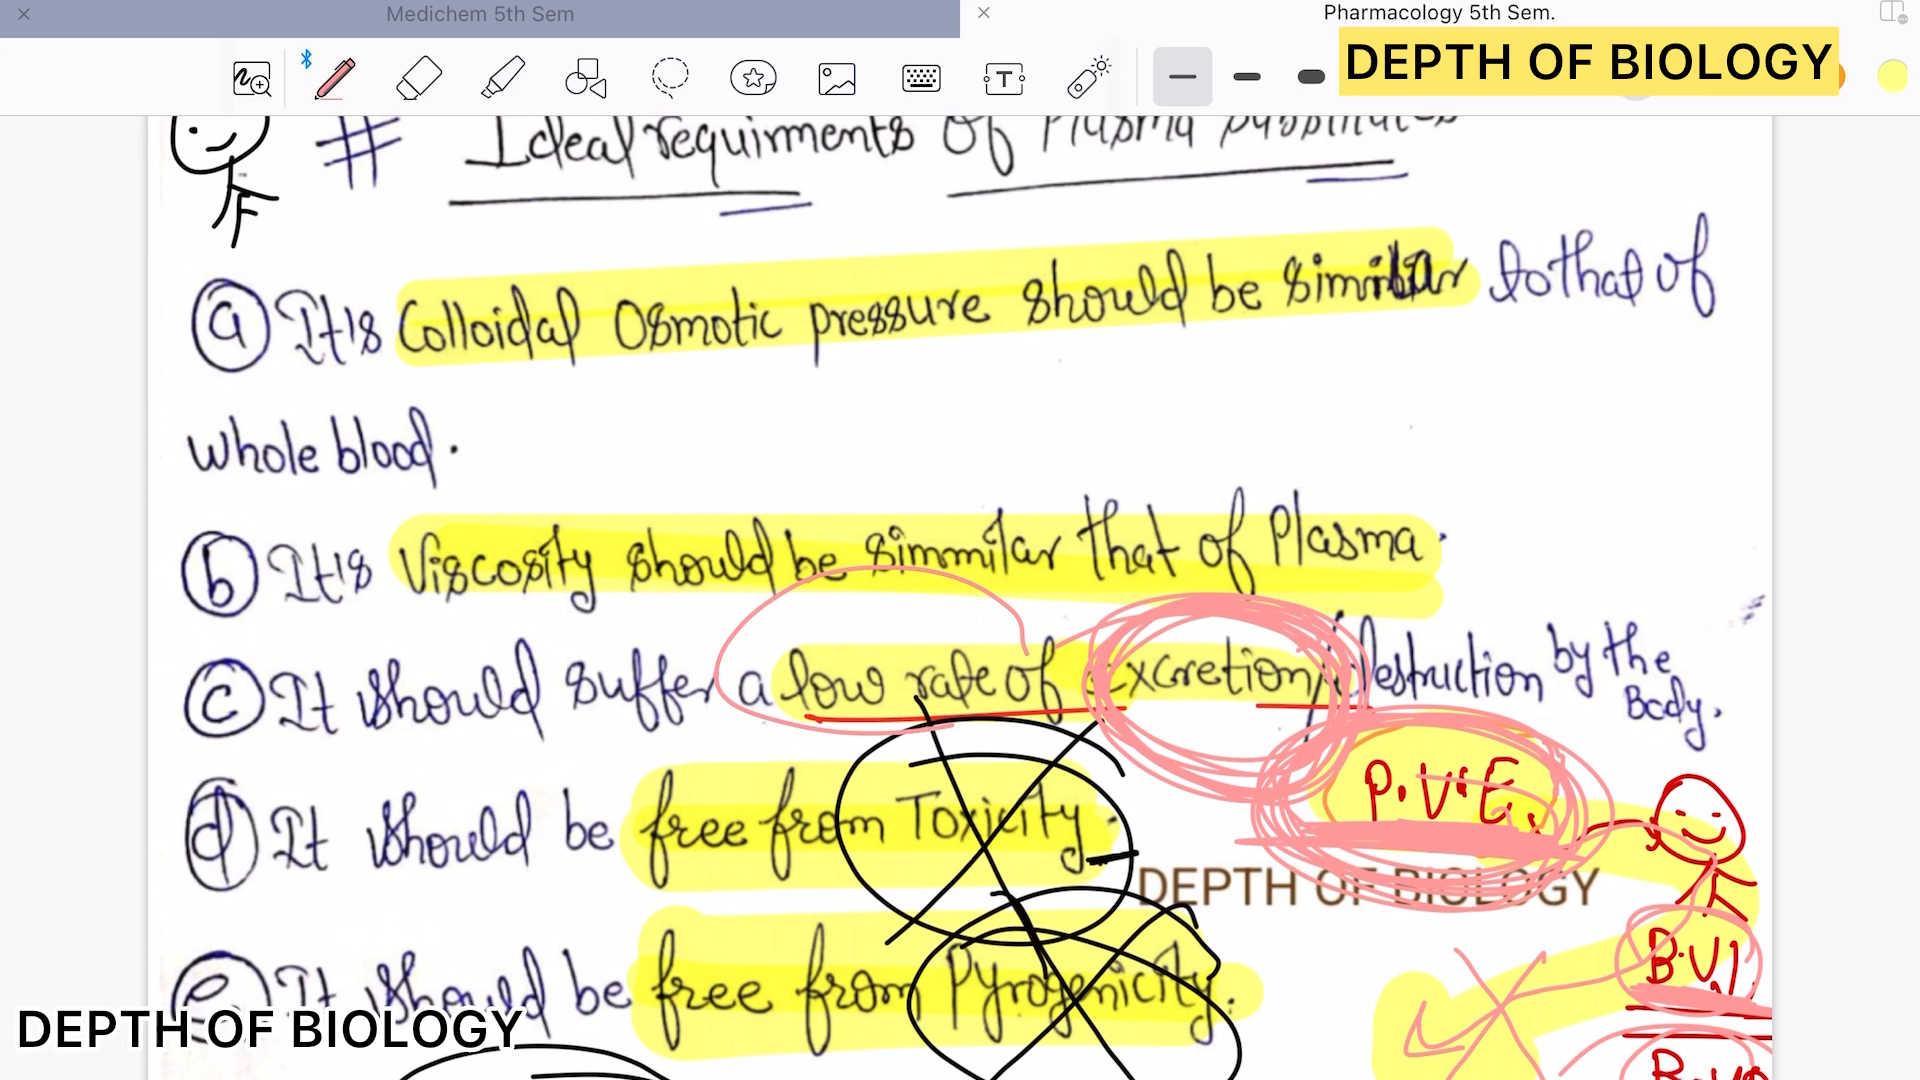 Medichem 5th Sem
Pharmacology 5th Sem.
DEPTH OF BIOLOGY
# Ideal requirments of Plasma Substitutes
(a) It's Colloidal Osmotic pressure should be similar to that of
whole blood.
(b) It's Viscosity should be simmilar that of Plasma.
(c) It should suffer a low rate of excretion/destruction by the
Body.
P.V.E.
(d) It should be free from Toxicity.
DEPTH OF BIOLOGY
B.V↓
(e) It should be free from Pyrogenicity.
DEPTH OF BIOLOGY